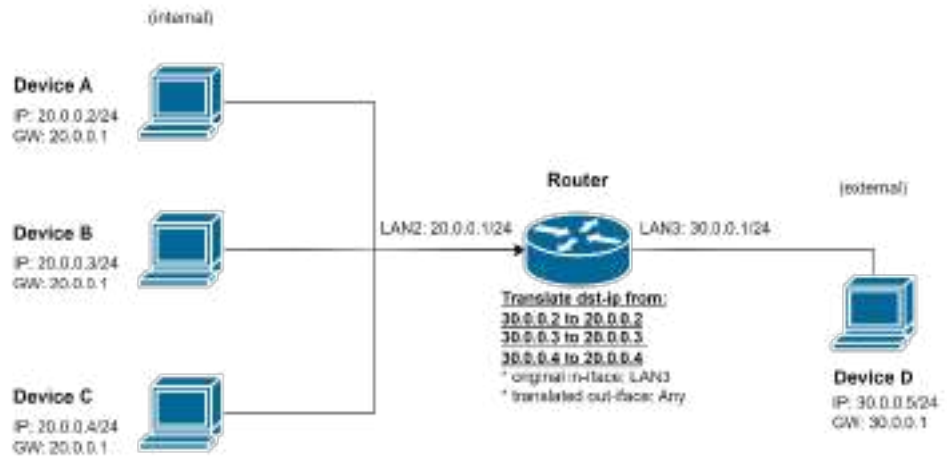 (internal)
Device A
IP: 20.0.0.2/24
GW: 20.0.0.1
Device B
IP: 20.0.0.3/24
GW: 20.0.0.1
Device C
IP: 20.0.0.4/24
GW: 20.0.0.1
LAN2: 20.0.0.1/24
Router
LAN3: 30.0.0.1/24
Translate dst-ip from:
30.0.0.2 to 20.0.0.2
30.0.0.3 to 20.0.0.3
30.0.0.4 to 20.0.0.4
* original in-iface: LAN3
* translated out-iface: Any
(external)
Device D
IP: 30.0.0.5/24
GW: 30.0.0.1